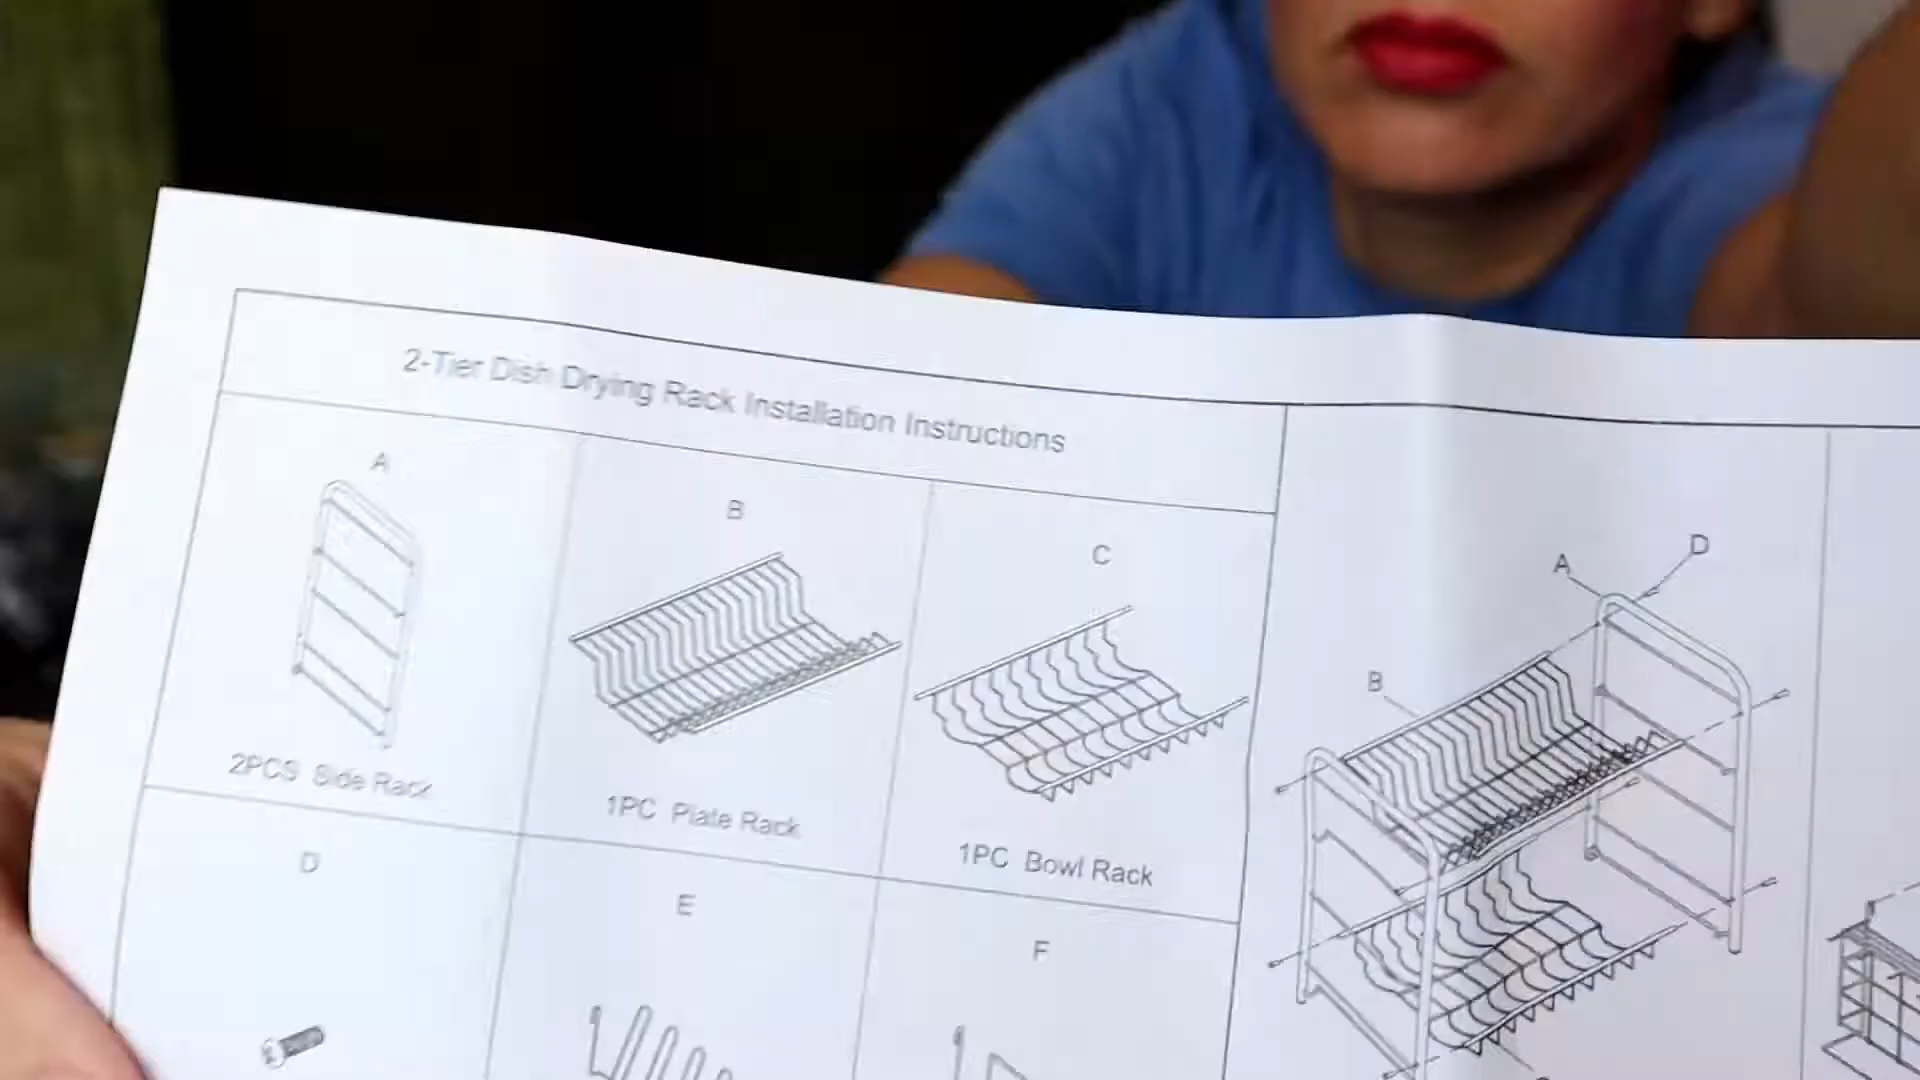 2-Tier Dish Drying Rack Installation Instructions
A
B
C
2PCS Side Rack
1PC Plate Rack
1PC Bowl Rack
D
E
F
A
D
B